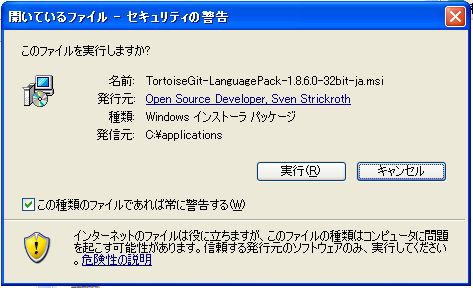 開いているファイル - セキュリティの警告
このファイルを実行しますか?
名前: TortoiseGit-LanguagePack-1.8.6.0-32bit-ja.msi
発行元: Open Source Developer, Sven Strickroth
種類: Windows インストーラ パッケージ
発信元: C:¥applications
実行(R) キャンセル
この種類のファイルであれば常に警告する(W)
インターネットのファイルは役に立ちますが、このファイルの種類はコンピュータに問題
を起こす可能性があります。信頼する発行元のソフトウェアのみ、実行してください
。危険性の説明